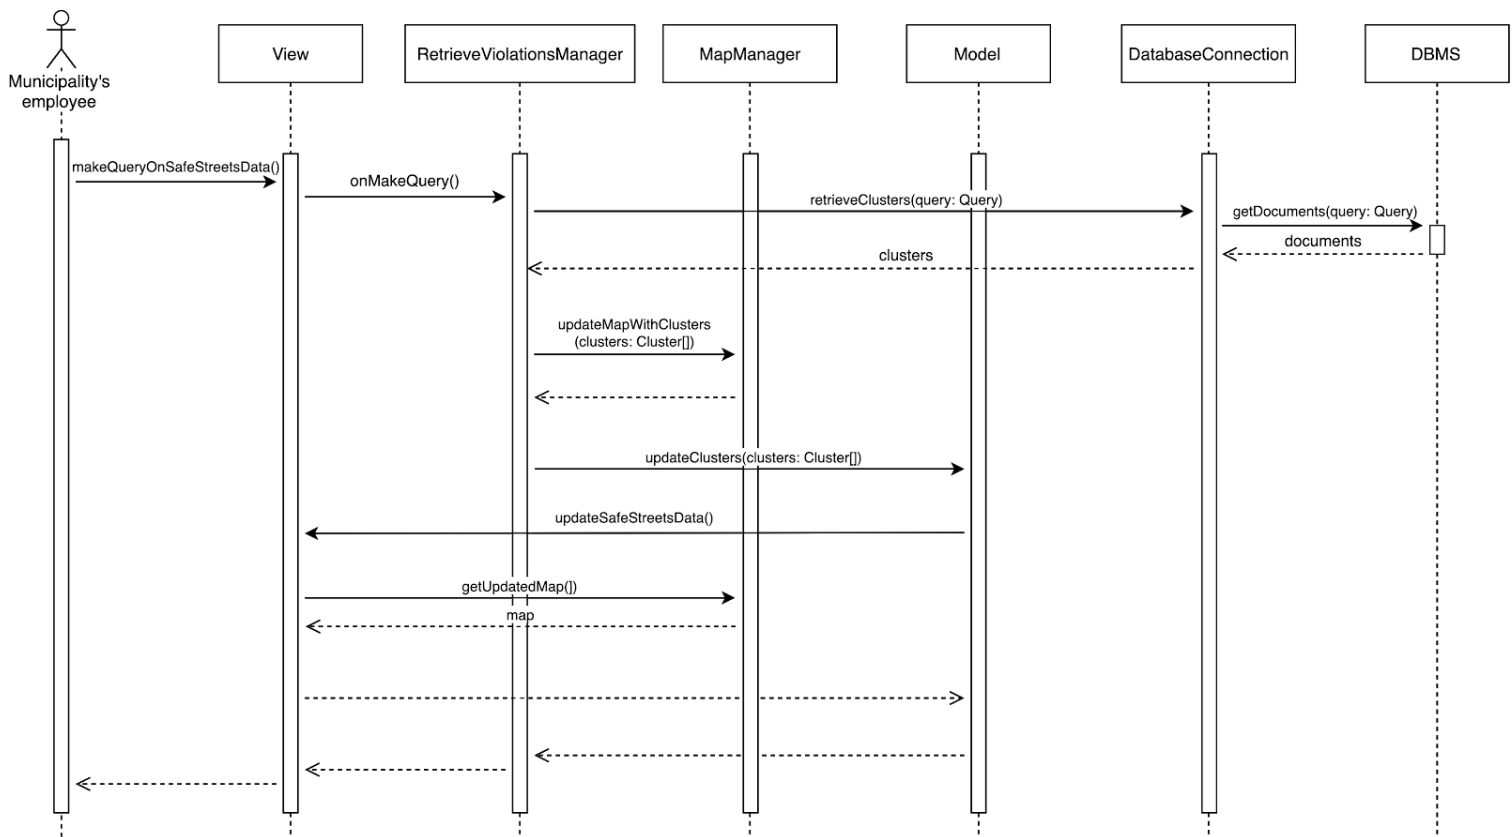 Municipality's
employee
View
RetrieveViolationsManager
MapManager
Model
DatabaseConnection
DBMS
makeQueryOnSafeStreetsData()
onMakeQuery()
retrieveClusters(query: Query)
getDocuments(query: Query)
documents
clusters
updateMapWithClusters
(clusters: Cluster[])
updateClusters(clusters: Cluster[])
updateSafeStreetsData()
getUpdatedMap(])
map